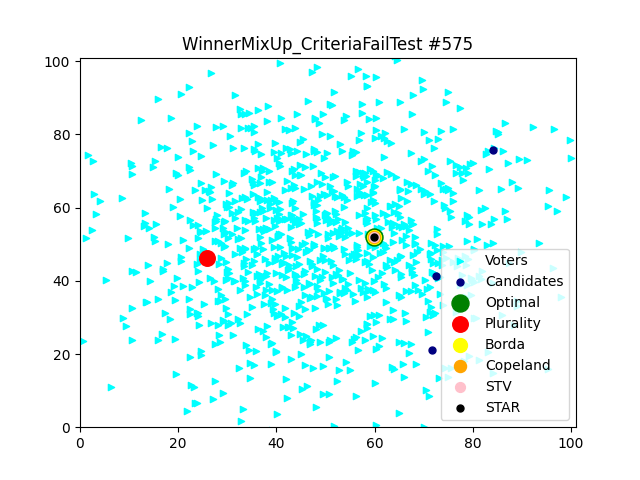 WinnerMixUp_CriteriaFailTest #575
100
80
60
40
20
0
0 20 40 60 80 100
Voters
Candidates
Optimal
Plurality
Borda
Copeland
STV
STAR